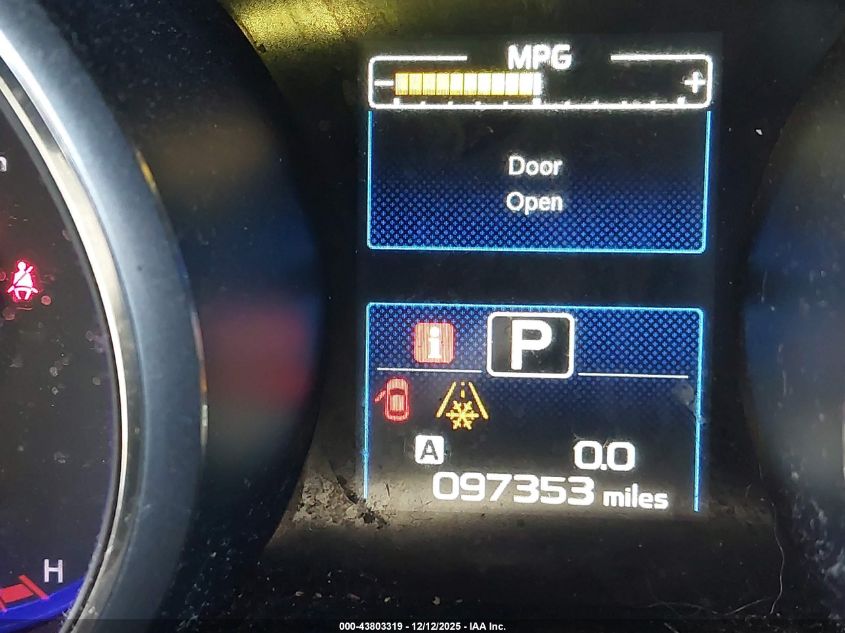 MPG
- +
Door
Open
i P
A 0.0
097353 miles
H
000-43803319 - 12/12/2025 - IAA Inc.